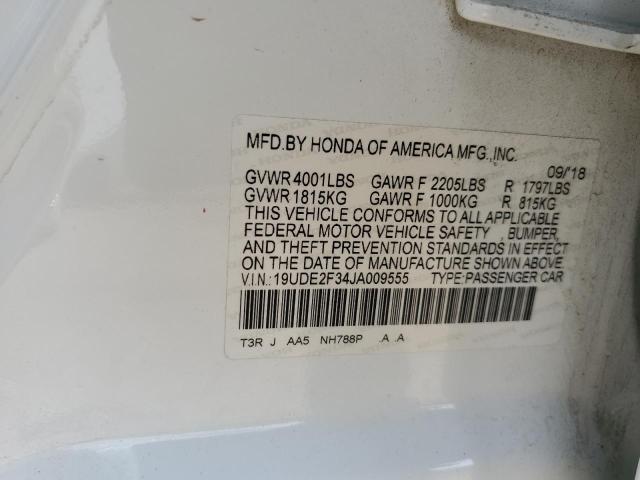 MFD.BY HONDA OF AMERICA MFG.,INC.
09/'18
GVWR 4001LBS GAWR F 2205LBS R 1797LBS
GVWR 1815KG GAWR F 1000KG R 815KG
THIS VEHICLE CONFORMS TO ALL APPLICABLE
FEDERAL MOTOR VEHICLE SAFETY , BUMPER,
AND THEFT PREVENTION STANDARDS IN EFFECT
ON THE DATE OF MANUFACTURE SHOWN ABOVE.
V.I.N.: 19UDE2F34JA009555 TYPE:PASSENGER CAR
T3R J AA5 NH788P .A .A